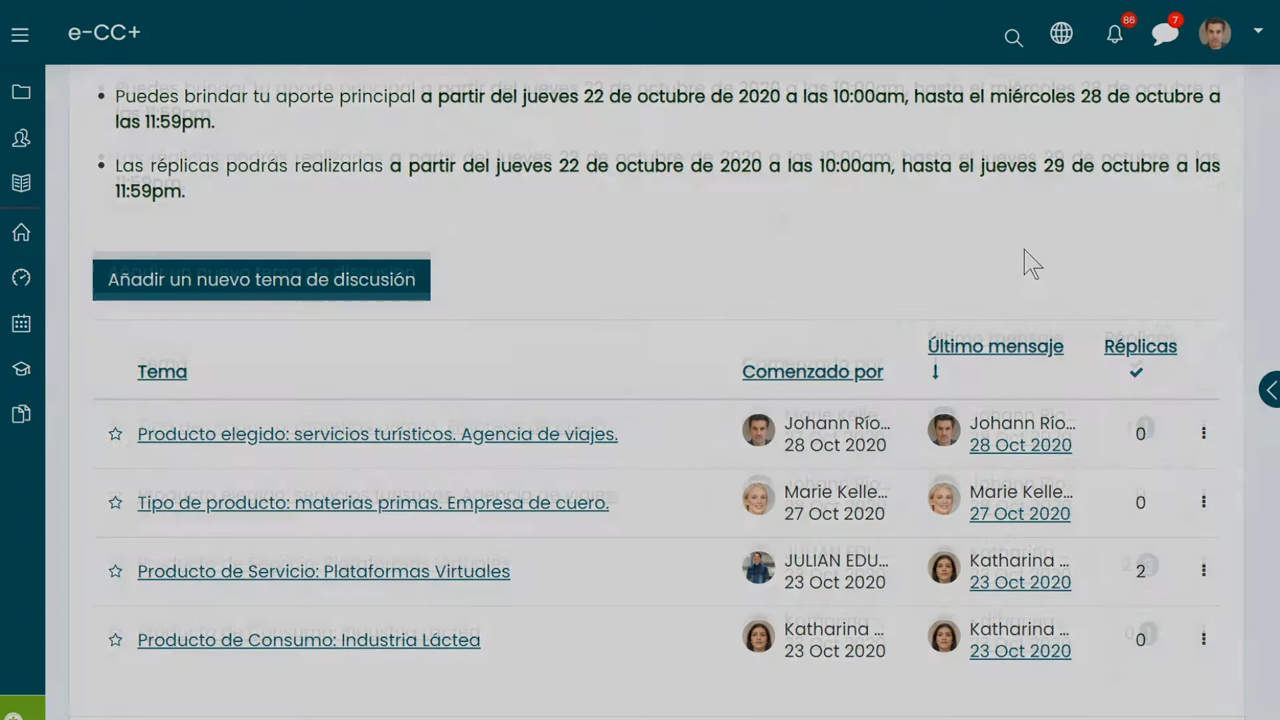 e-CC+
86
7
• Puedes brindar tu aporte principal a partir del jueves 22 de octubre de 2020 a las 10:00am, hasta el miércoles 28 de octubre a
las 11:59pm.
• Las réplicas podrás realizarlas a partir del jueves 22 de octubre de 2020 a las 10:00am, hasta el jueves 29 de octubre a las
11:59pm.
Añadir un nuevo tema de discusión
Tema Comenzado por Último mensaje Réplicas
Producto elegido: servicios turísticos. Agencia de viajes. Johann Río... Johann Río... 0
28 Oct 2020 28 Oct 2020
Tipo de producto: materias primas. Empresa de cuero. Marie Kelle... Marie Kelle... 0
27 Oct 2020 27 Oct 2020
Producto de Servicio: Plataformas Virtuales JULIAN EDU... Katharina ... 2
23 Oct 2020 23 Oct 2020
Producto de Consumo: Industria Láctea Katharina ... Katharina ... 0
23 Oct 2020 23 Oct 2020